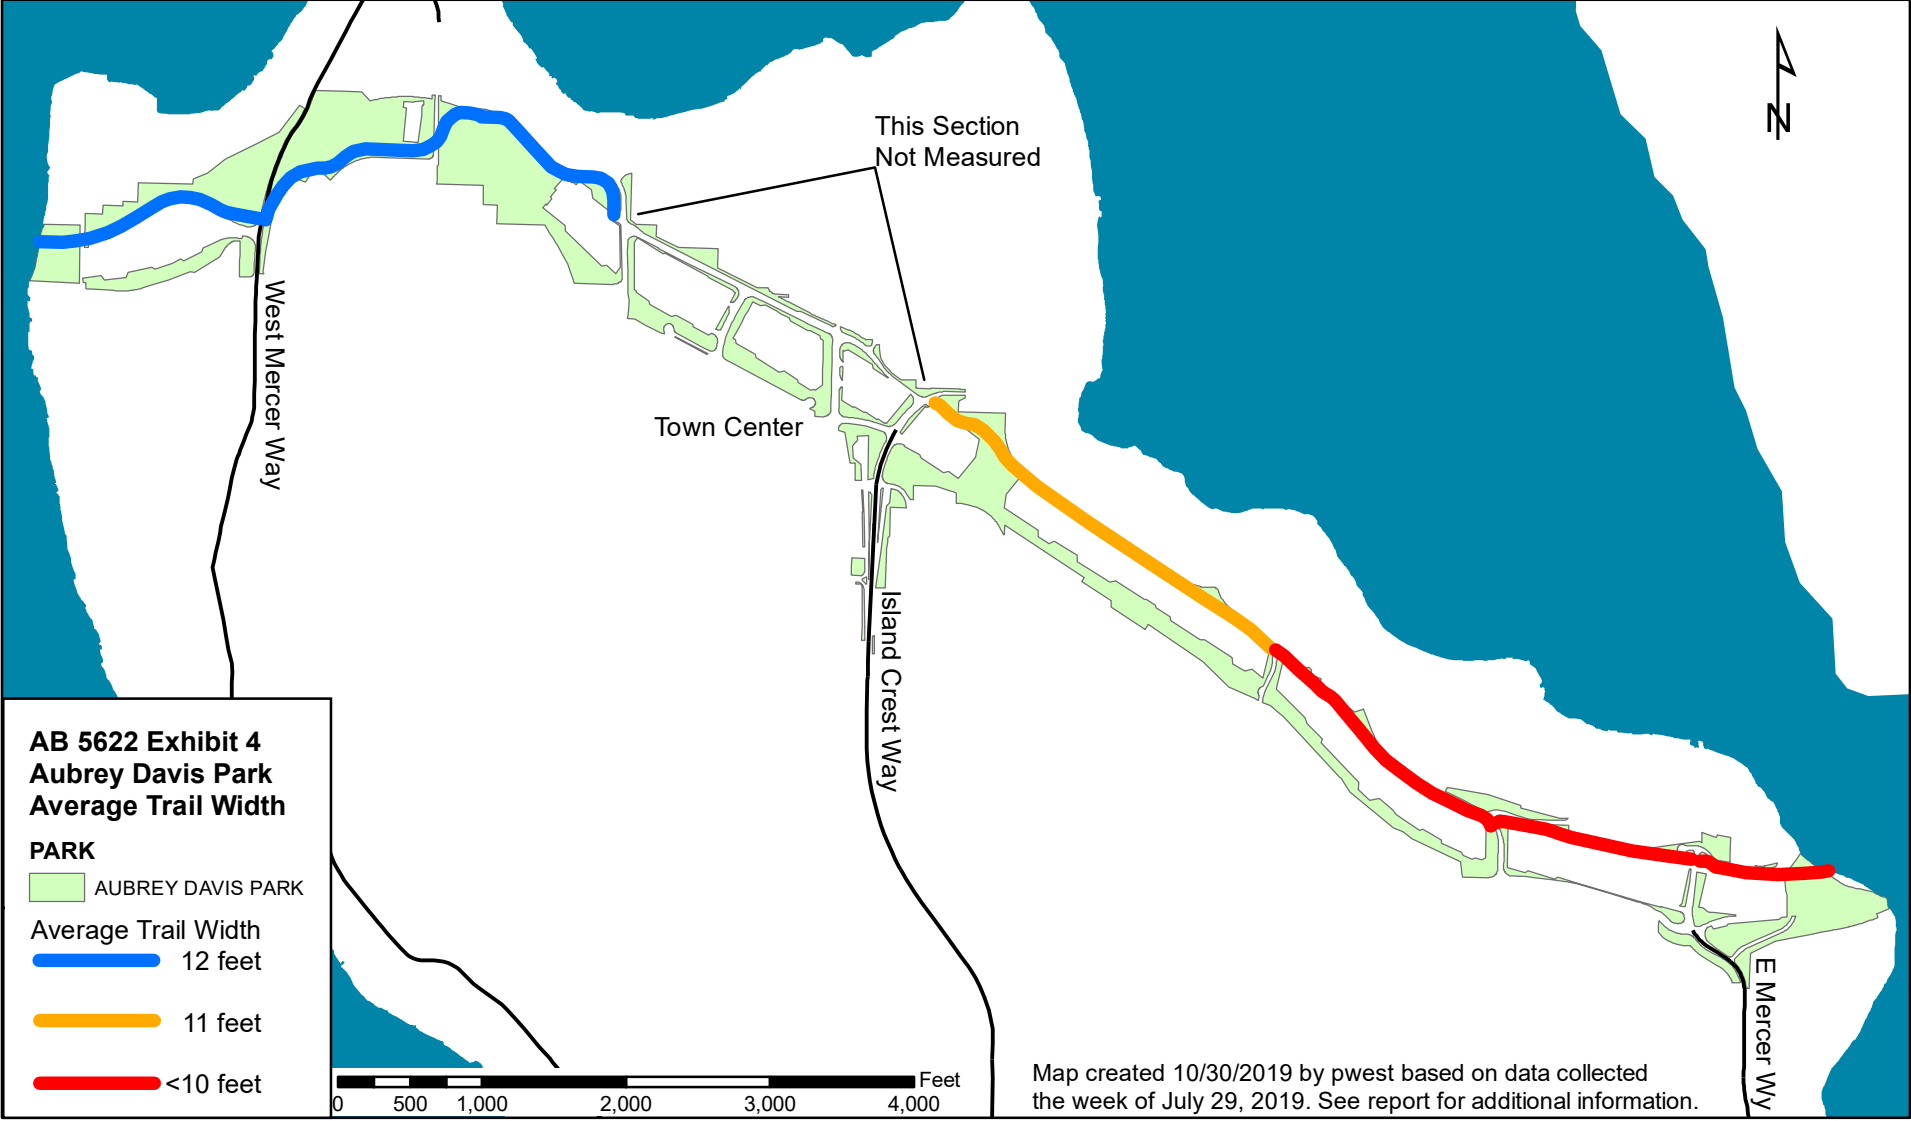 This Section
Not Measured
N
West Mercer Way
Town Center
Island Crest Way
E Mercer Wy
AB 5622 Exhibit 4
Aubrey Davis Park
Average Trail Width
PARK
AUBREY DAVIS PARK
Average Trail Width
12 feet
11 feet
<10 feet
Feet
0 500 1,000 2,000 3,000 4,000
Map created 10/30/2019 by pwest based on data collected
the week of July 29, 2019. See report for additional information.